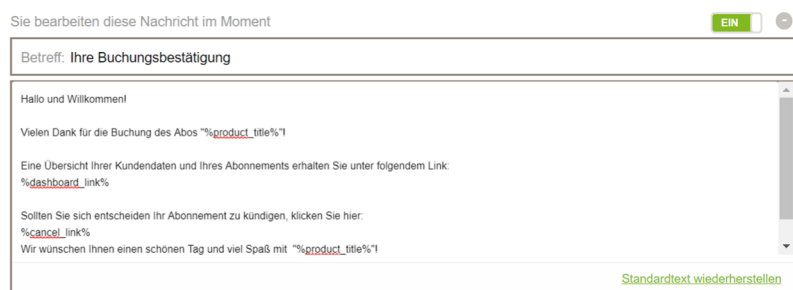 Sie bearbeiten diese Nachricht im Moment
EIN
Betreff: Ihre Buchungsbestätigung
Hallo und Willkommen!
Vielen Dank für die Buchung des Abos "%product_title%"!
Eine Übersicht Ihrer Kundendaten und Ihres Abonnements erhalten Sie unter folgendem Link:
%dashboard_link%
Sollten Sie sich entscheiden Ihr Abonnement zu kündigen, klicken Sie hier:
%cancel_link%
Wir wünschen Ihnen einen schönen Tag und viel Spaß mit "%product_title%"!
Standardtext wiederherstellen